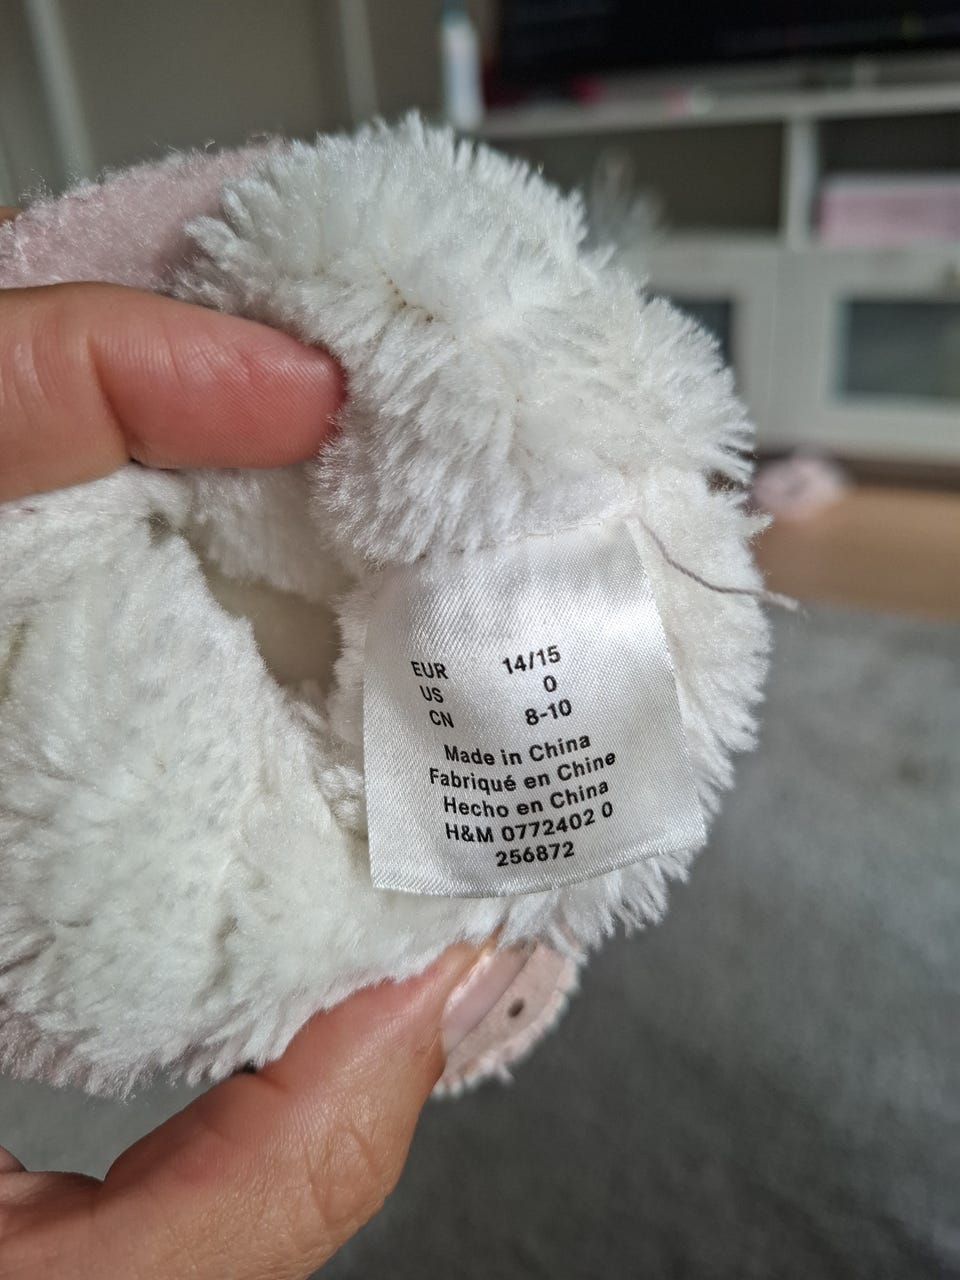 EUR 14/15
US 0
CN 8-10
Made in China
Fabriqué en Chine
Hecho en China
H&M 0772402 0
256872